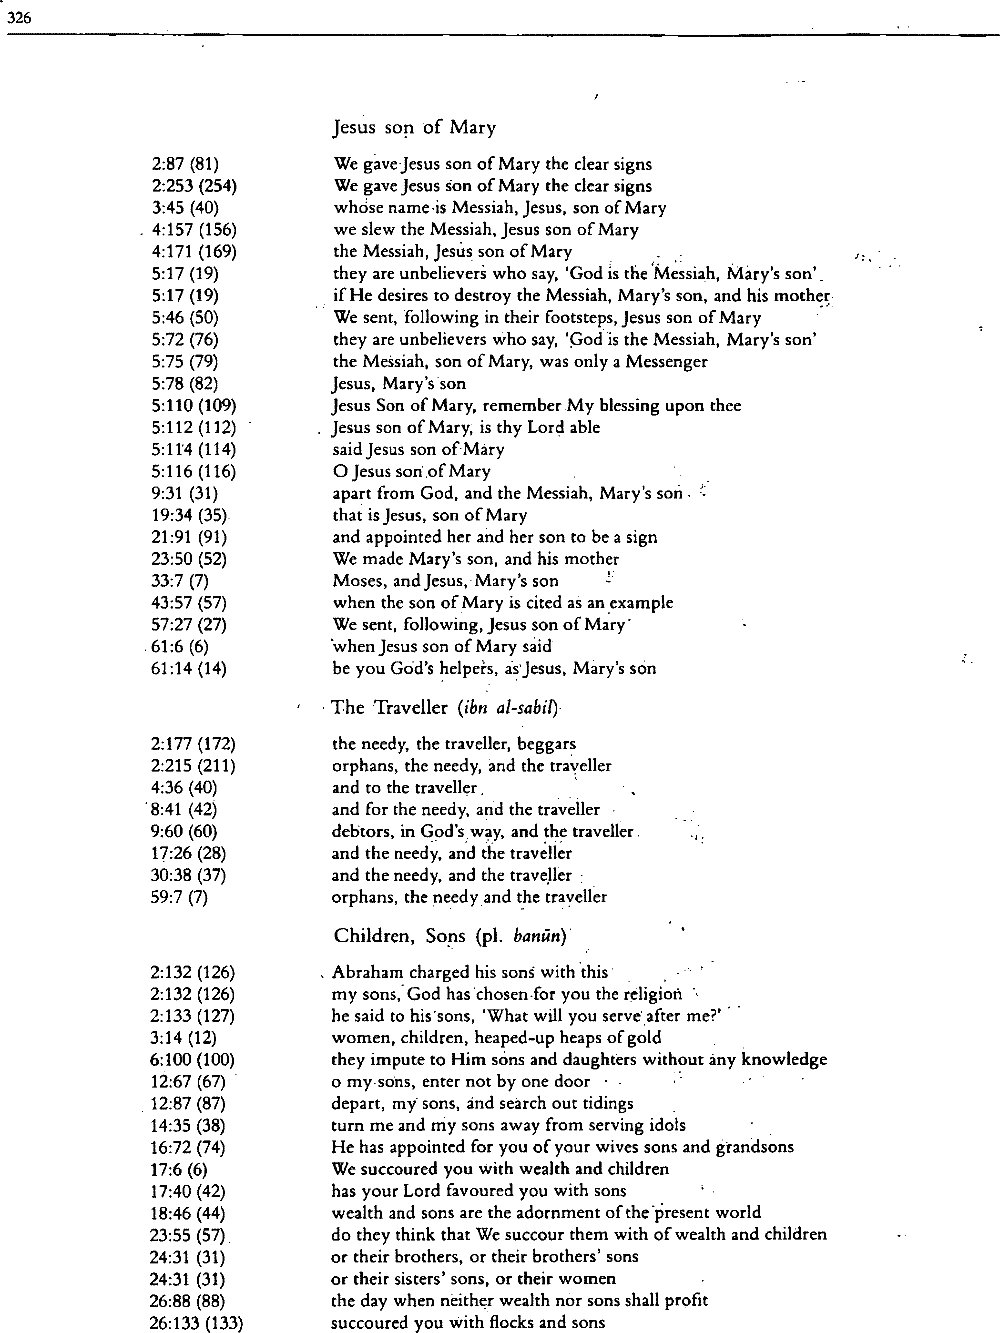 326
Jesus son of Mary
2:87 (81) We gave Jesus son of Mary the clear signs
2:253 (254) We gave Jesus son of Mary the clear signs
3:45 (40) whose name is Messiah, Jesus, son of Mary
4:157 (156) we slew the Messiah, Jesus son of Mary
4:171 (169) the Messiah, Jesus son of Mary
5:17 (19) they are unbelievers who say, 'God is the Messiah, Mary's son'
5:17 (19) if He desires to destroy the Messiah, Mary's son, and his mother
5:46 (50) We sent, following in their footsteps, Jesus son of Mary
5:72 (76) they are unbelievers who say, 'God is the Messiah, Mary's son'
5:75 (79) the Messiah, son of Mary, was only a Messenger
5:78 (82) Jesus, Mary's son
5:110 (109) Jesus Son of Mary, remember My blessing upon thee
5:112 (112) Jesus son of Mary, is thy Lord able
5:114 (114) said Jesus son of Mary
5:116 (116) O Jesus son of Mary
9:31 (31) apart from God, and the Messiah, Mary's son
19:34 (35) that is Jesus, son of Mary
21:91 (91) and appointed her and her son to be a sign
23:50 (52) We made Mary's son, and his mother
33:7 (7) Moses, and Jesus, Mary's son
43:57 (57) when the son of Mary is cited as an example
57:27 (27) We sent, following, Jesus son of Mary
61:6 (6) when Jesus son of Mary said
61:14 (14) be you God's helpers, as Jesus, Mary's son
The Traveller (ibn al-sabil)
2:177 (172) the needy, the traveller, beggars
2:215 (211) orphans, the needy, and the traveller
4:36 (40) and to the traveller
8:41 (42) and for the needy, and the traveller
9:60 (60) debtors, in God's way, and the traveller
17:26 (28) and the needy, and the traveller
30:38 (37) and the needy, and the traveller
59:7 (7) orphans, the needy and the traveller
Children, Sons (pl. banūn)
2:132 (126) Abraham charged his sons with this
2:132 (126) my sons, God has chosen for you the religion
2:133 (127) he said to his sons, 'What will you serve after me?'
3:14 (12) women, children, heaped-up heaps of gold
6:100 (100) they impute to Him sons and daughters without any knowledge
12:67 (67) o my sons, enter not by one door
12:87 (87) depart, my sons, and search out tidings
14:35 (38) turn me and my sons away from serving idols
16:72 (74) He has appointed for you of your wives sons and grandsons
17:6 (6) We succoured you with wealth and children
17:40 (42) has your Lord favoured you with sons
18:46 (44) wealth and sons are the adornment of the present world
23:55 (57) do they think that We succour them with of wealth and children
24:31 (31) or their brothers, or their brothers' sons
24:31 (31) or their sisters' sons, or their women
26:88 (88) the day when neither wealth nor sons shall profit
26:133 (133) succoured you with flocks and sons